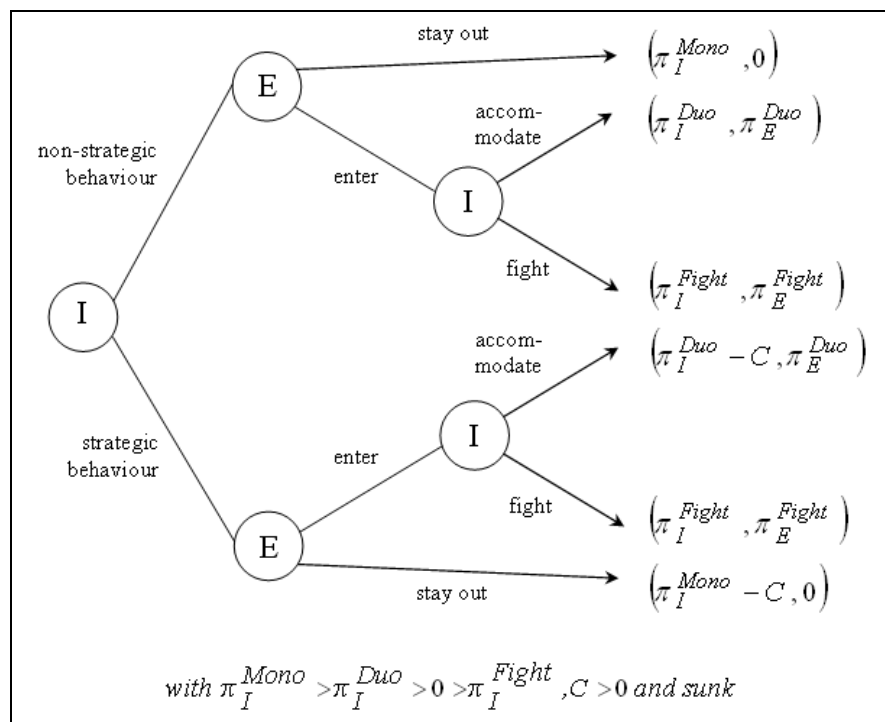 stay out
(π_I^Mono , 0)
E
accom-
modate
(π_I^Duo , π_E^Duo)
non-strategic
behaviour
enter
I
fight
(π_I^Fight , π_E^Fight)
I
accom-
modate
(π_I^Duo − C , π_E^Duo)
strategic
behaviour
enter
I
fight
(π_I^Fight , π_E^Fight)
E
stay out
(π_I^Mono − C , 0)
with π_I^Mono > π_I^Duo > 0 > π_I^Fight , C > 0 and sunk